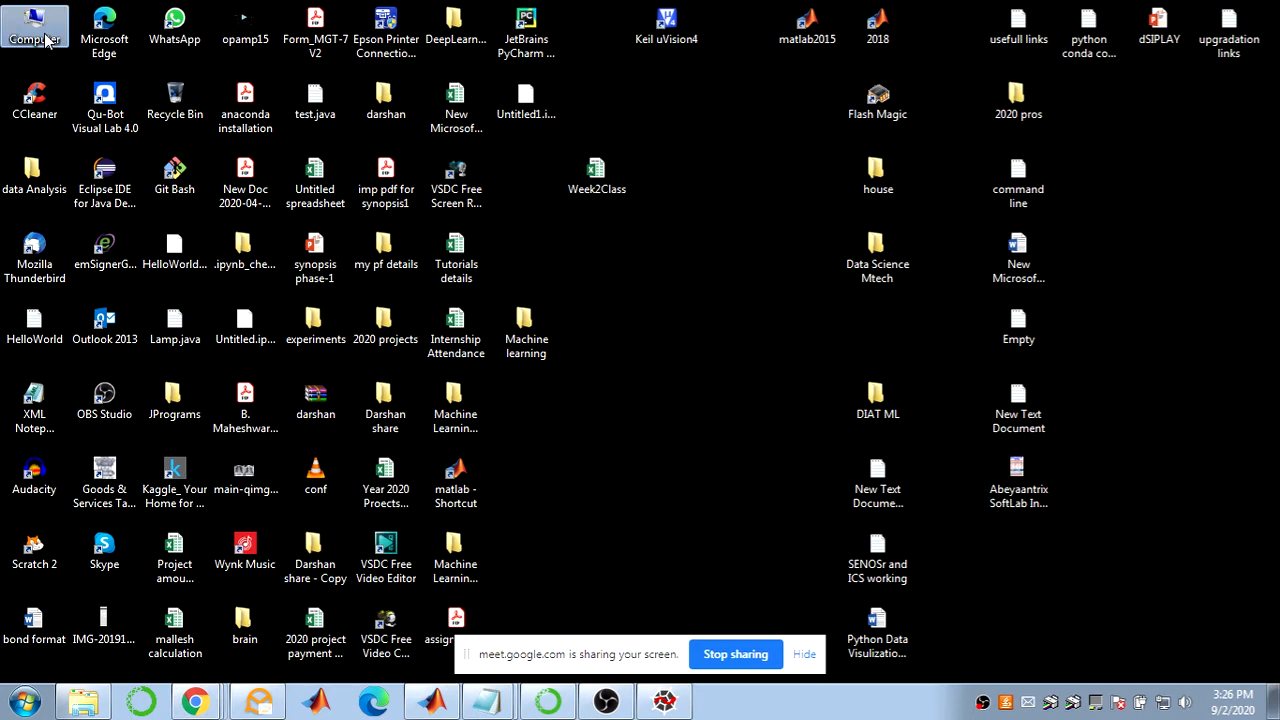 Computer
Microsoft
Edge
WhatsApp
opamp15
Form_MGT-7
V2
Epson Printer
Connectio...
DeepLearn...
JetBrains
PyCharm ...
Keil uVision4
matlab2015
2018
usefull links
python
conda co...
dSIPLAY
upgradation
links
CCleaner
Qu-Bot
Visual Lab 4.0
Recycle Bin
anaconda
installation
test.java
darshan
New
Microsof...
Untitled1.i...
Flash Magic
2020 pros
data Analysis
Eclipse IDE
for Java De...
Git Bash
New Doc
2020-04-...
Untitled
spreadsheet
imp pdf for
synopsis1
VSDC Free
Screen R...
Week2Class
house
command
line
Mozilla
Thunderbird
emSignerG...
HelloWorld...
.ipynb_che...
synopsis
phase-1
my pf details
Tutorials
details
Data Science
Mtech
New
Microsof...
HelloWorld
Outlook 2013
Lamp.java
Untitled.ip...
experiments
2020 projects
Internship
Attendance
Machine
learning
Empty
XML
Notep...
OBS Studio
JPrograms
B.
Maheshwar...
darshan
Darshan
share
Machine
Learnin...
DIAT ML
New Text
Document
Audacity
Goods &
Services Ta...
Kaggle_ Your
Home for ...
main-qimg...
conf
Year 2020
Proects...
matlab -
Shortcut
New Text
Docume...
Abeyaantrix
SoftLab In...
Scratch 2
Skype
Project
amou...
Wynk Music
Darshan
share - Copy
VSDC Free
Video Editor
Machine
Learnin...
SENOSr and
ICS working
bond format
IMG-20191...
mallesh
calculation
brain
2020 project
payment ...
VSDC Free
Video C...
assig
Python Data
Visulizatio...
meet.google.com is sharing your screen.
Stop sharing
Hide
3:26 PM
9/2/2020